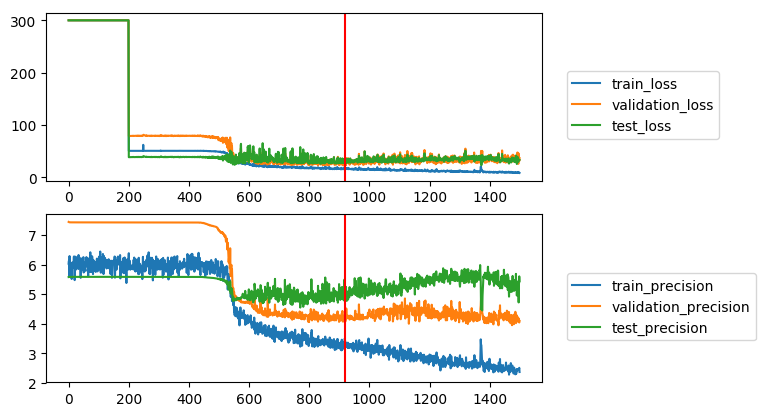 300
200
100
0
0 200 400 600 800 1000 1200 1400
train_loss
validation_loss
test_loss
7
6
5
4
3
2
0 200 400 600 800 1000 1200 1400
train_precision
validation_precision
test_precision